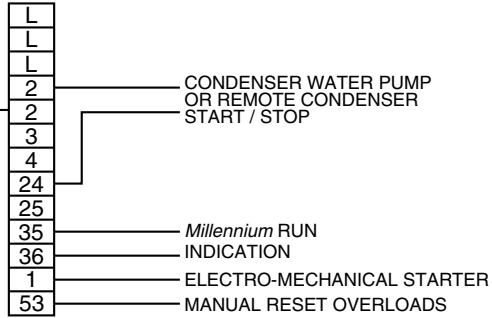 L
L
L
2
2
3
4
24
25
35
36
1
53
CONDENSER WATER PUMP
OR REMOTE CONDENSER
START / STOP
Millennium RUN
INDICATION
ELECTRO-MECHANICAL STARTER
MANUAL RESET OVERLOADS